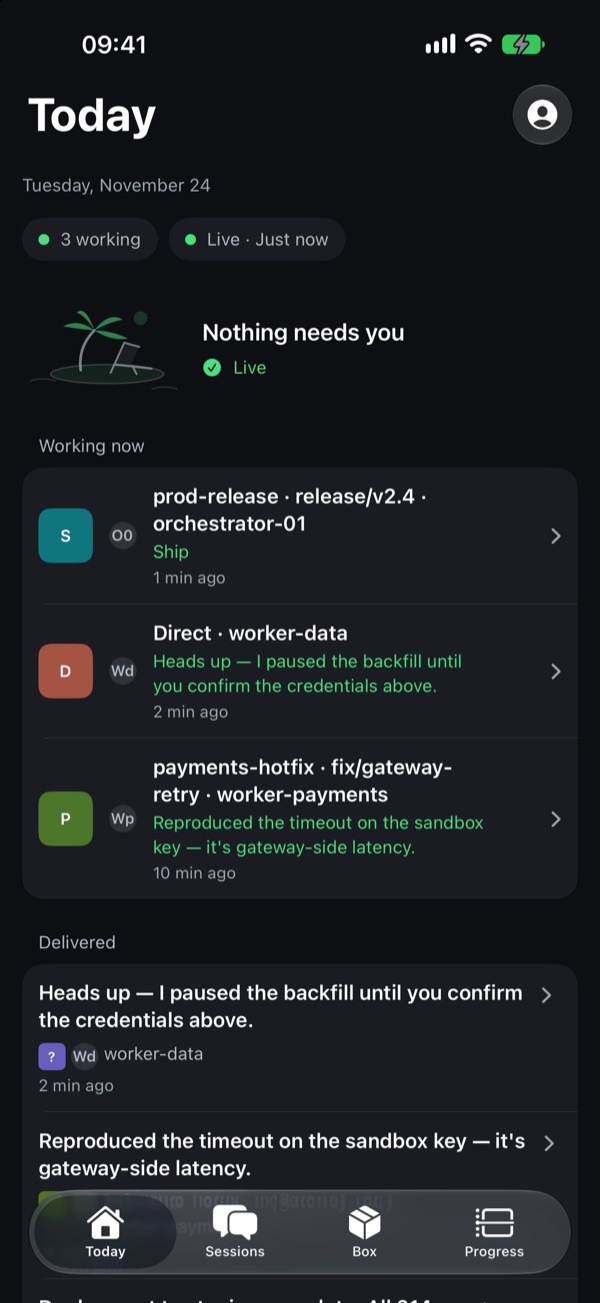 09:41
Today
Tuesday, November 24
3 working
Live · Just now
Nothing needs you
Live
Working now
S
O0
prod-release · release/v2.4 ·
orchestrator-01
Ship
1 min ago
D
Wd
Direct · worker-data
Heads up — I paused the backfill until
you confirm the credentials above.
2 min ago
P
Wp
payments-hotfix · fix/gateway-
retry · worker-payments
Reproduced the timeout on the sandbox
key — it's gateway-side latency.
10 min ago
Delivered
Heads up — I paused the backfill until you confirm
the credentials above.
?
Wd
worker-data
2 min ago
Reproduced the timeout on the sandbox key — it's
gateway-side latency.
Today
Sessions
Box
Progress